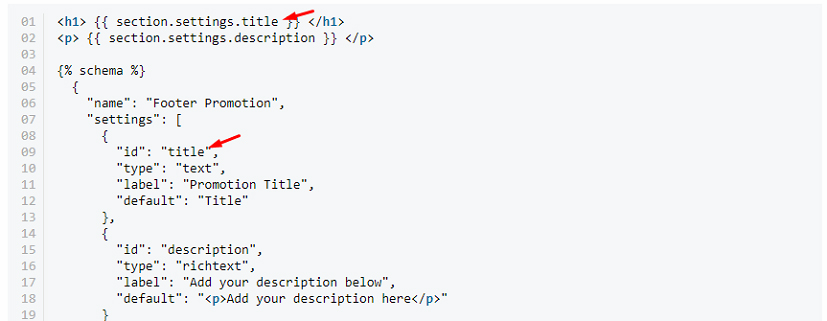 01 <h1> {{ section.settings.title }} </h1>
02 <p> {{ section.settings.description }} </p>
03
04 {% schema %}
05 {
06 "name": "Footer Promotion",
07 "settings": [
08 {
09 "id": "title",
10 "type": "text",
11 "label": "Promotion Title",
12 "default": "Title"
13 },
14 {
15 "id": "description",
16 "type": "richtext",
17 "label": "Add your description below",
18 "default": "<p>Add your description here</p>"
19 }